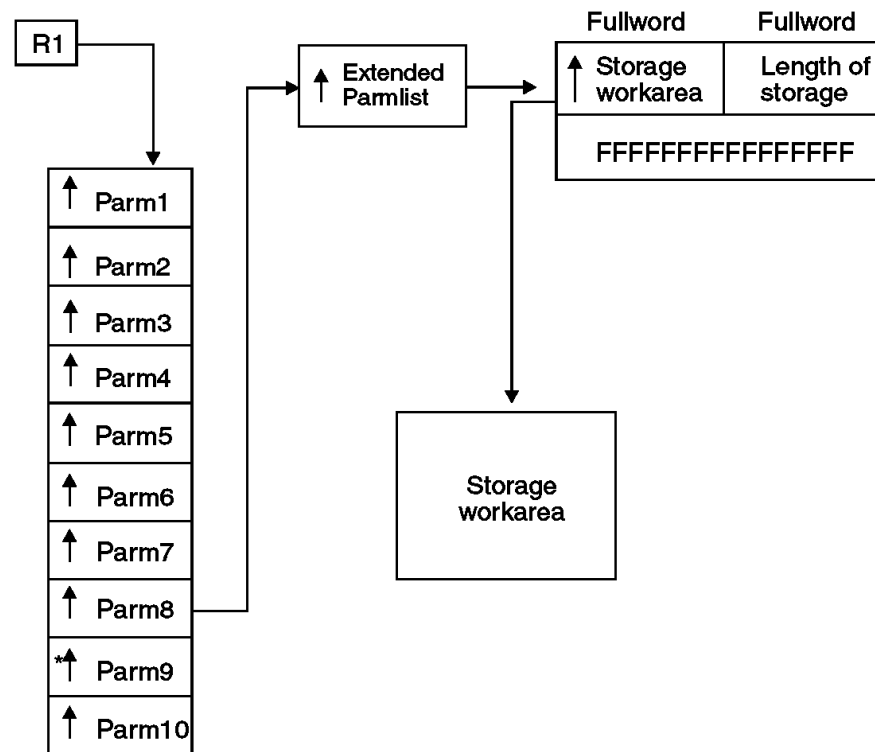 R1
Parm1
Parm2
Parm3
Parm4
Parm5
Parm6
Parm7
Parm8
*Parm9
Parm10
Extended
Parmlist
Fullword
Fullword
Storage
workarea
Length of
storage
FFFFFFFFFFFFFFFF
Storage
workarea